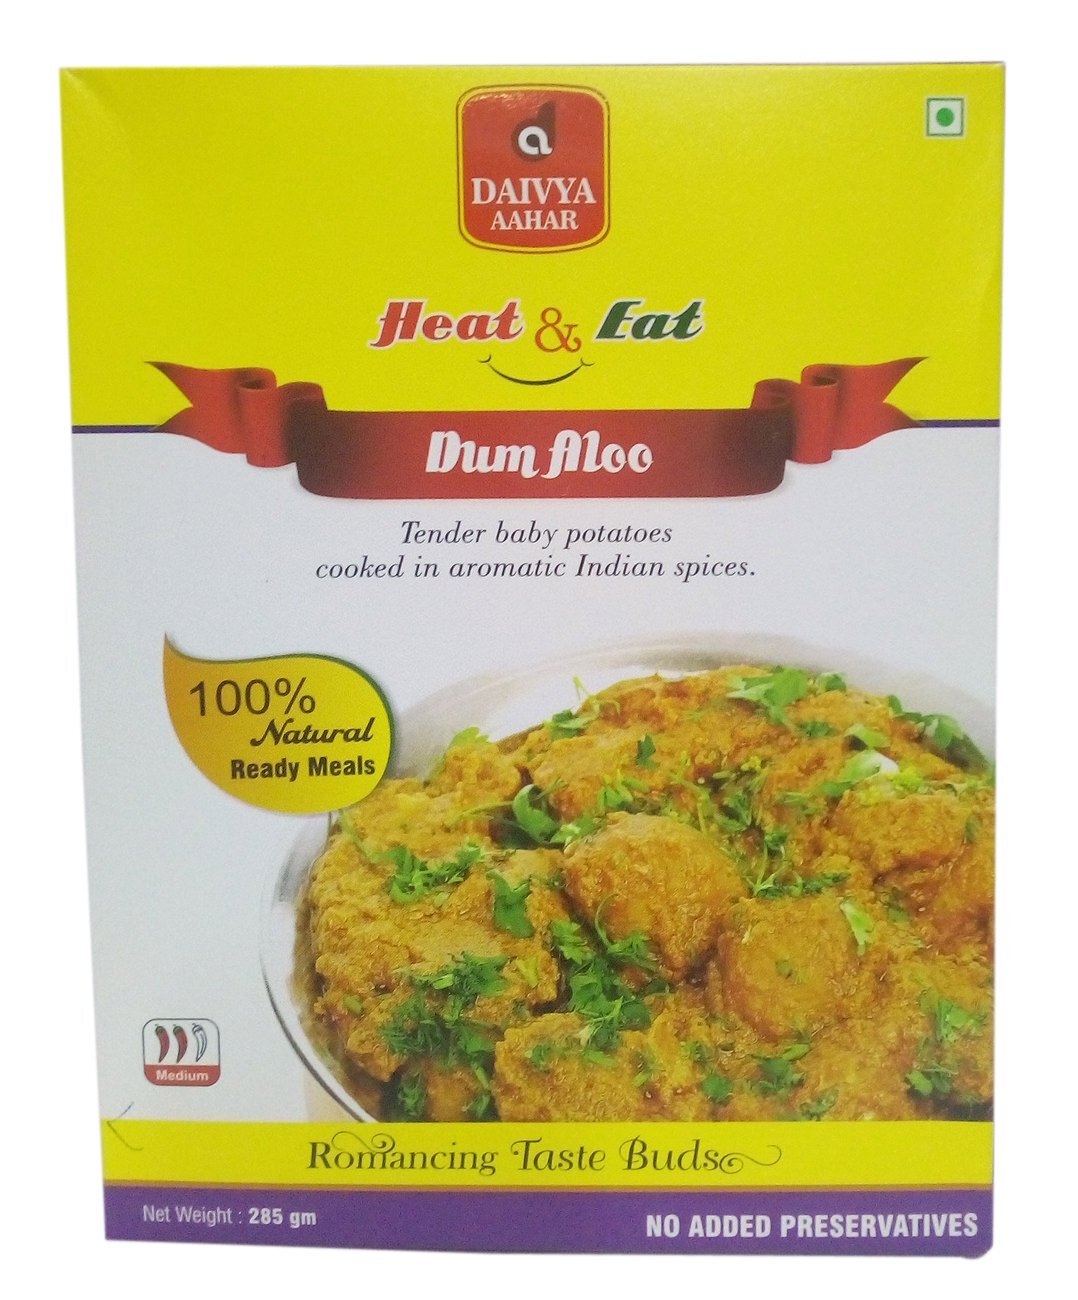 d
DAIVYA
AAHAR
Heat & Eat
Dum Aloo
Tender baby potatoes
cooked in aromatic Indian spices.
100%
Natural
Ready Meals
Medium
Romancing Taste Buds
Net Weight : 285 gm
NO ADDED PRESERVATIVES